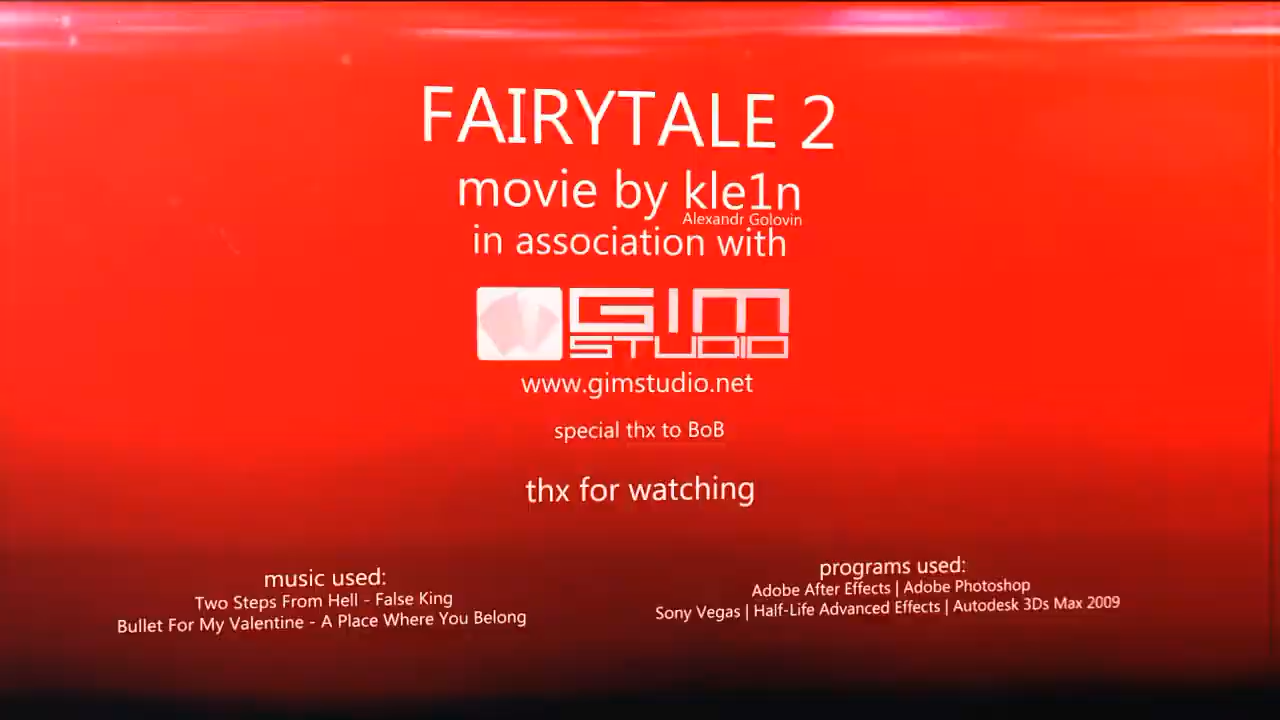 FAIRYTALE 2
movie by kle1n
Alexandr Golovin
in association with
GIM
STUDIO
www.gimstudio.net
special thx to BoB
thx for watching
music used:
Two Steps From Hell - False King
Bullet For My Valentine - A Place Where You Belong
programs used:
Adobe After Effects | Adobe Photoshop
Sony Vegas | Half-Life Advanced Effects | Autodesk 3Ds Max 2009